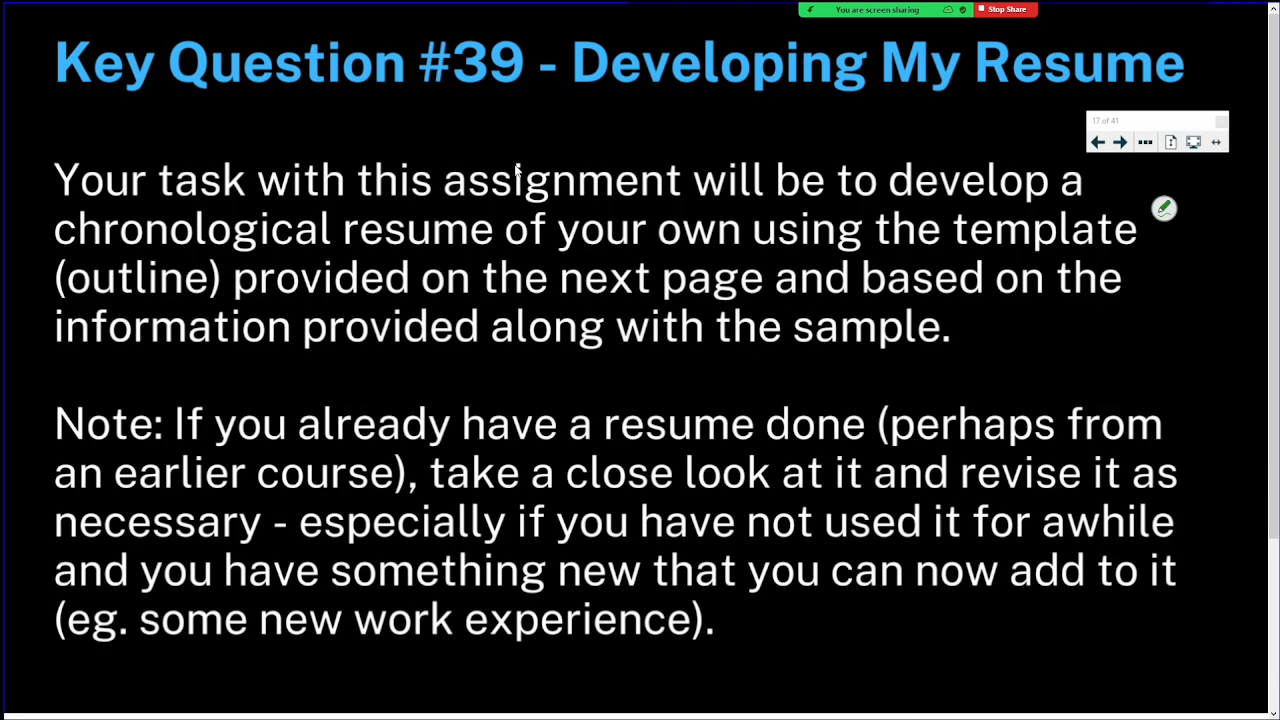 You are screen sharing
Stop Share
Key Question #39 - Developing My Resume
17 of 41
Your task with this assignment will be to develop a
chronological resume of your own using the template
(outline) provided on the next page and based on the
information provided along with the sample.
Note: If you already have a resume done (perhaps from
an earlier course), take a close look at it and revise it as
necessary - especially if you have not used it for awhile
and you have something new that you can now add to it
(eg. some new work experience).